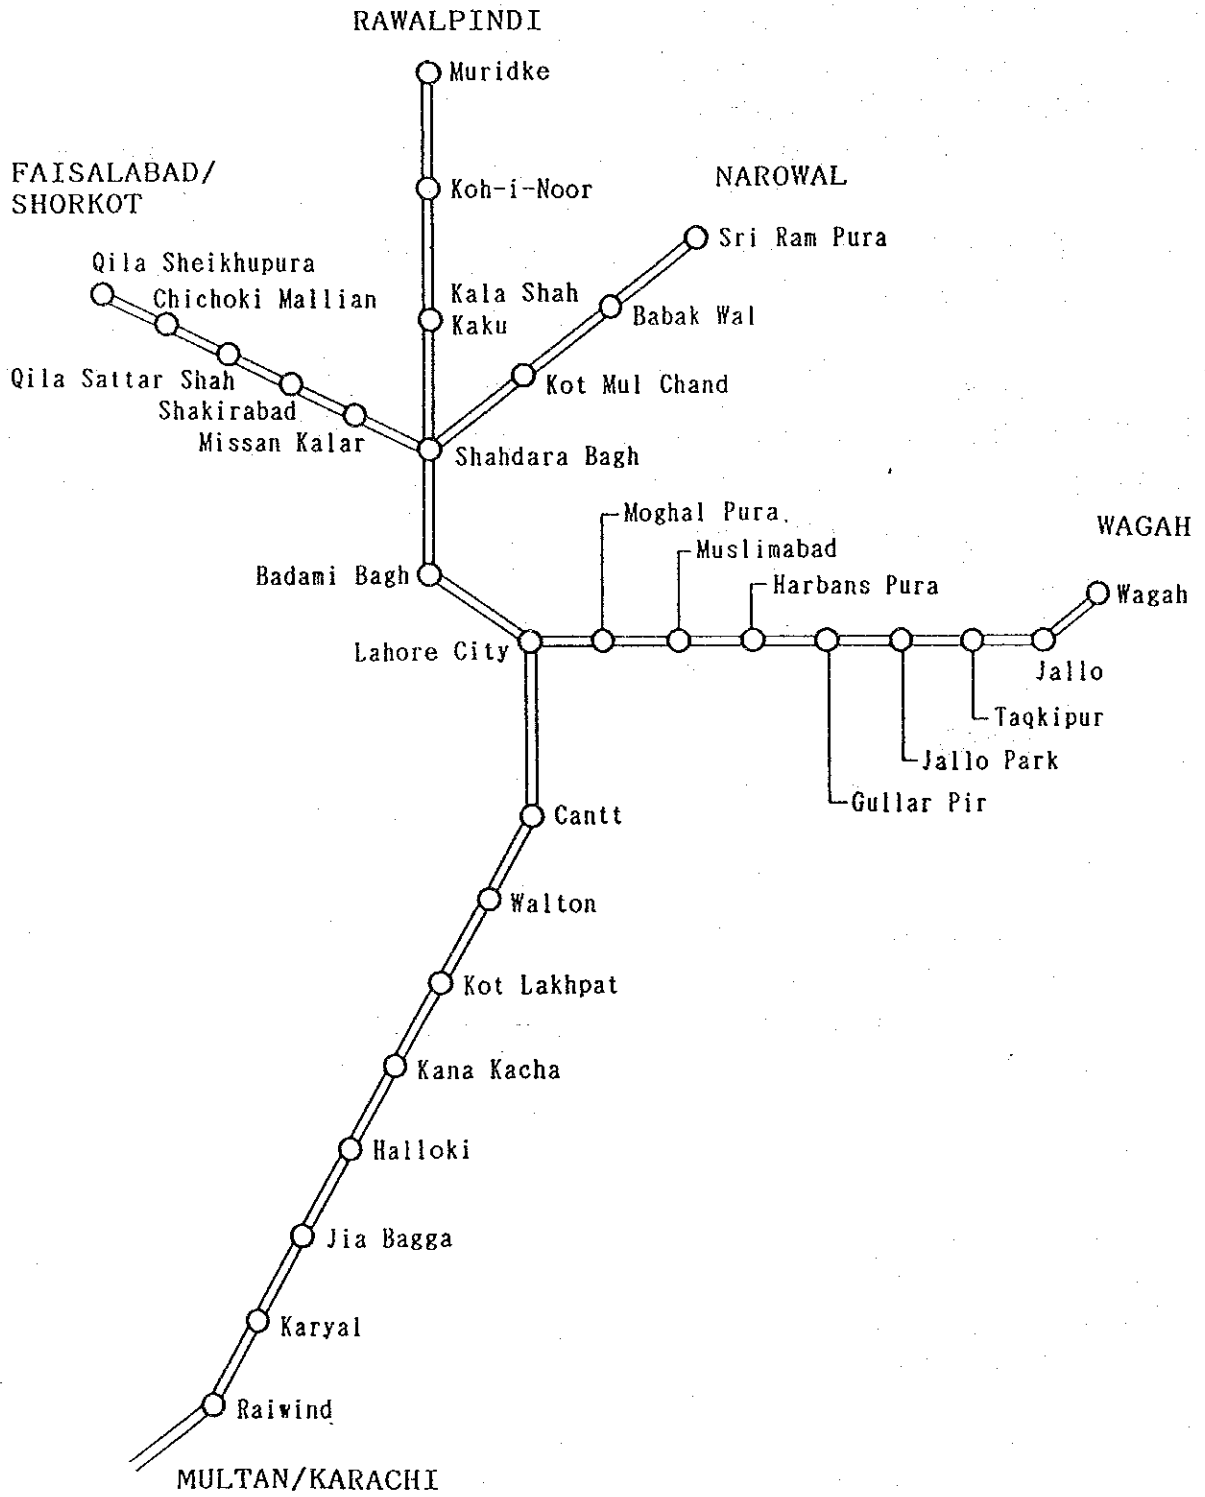 RAWALPINDI
Muridke
FAISALABAD/
SHORKOT
Koh-i-Noor
NAROWAL
Sri Ram Pura
Qila Sheikhupura
Chichoki Mallian
Kala Shah
Kaku
Babak Wal
Qila Sattar Shah
Kot Mul Chand
Shakirabad
Missan Kalar
Shahdara Bagh
Moghal Pura
WAGAH
Muslimabad
Badami Bagh
Harbans Pura
Wagah
Lahore City
Jallo
Taqkipur
Jallo Park
Gullar Pir
Cantt
Walton
Kot Lakhpat
Kana Kacha
Halloki
Jia Bagga
Karyal
Raiwind
MULTAN/KARACHI